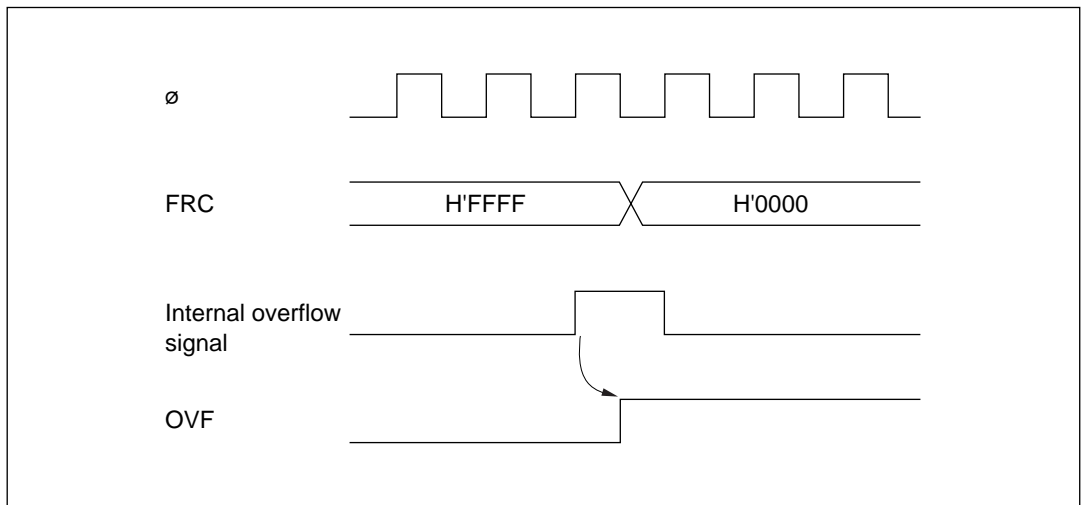 ø
FRC
H'FFFF
H'0000
Internal overflow
signal
OVF